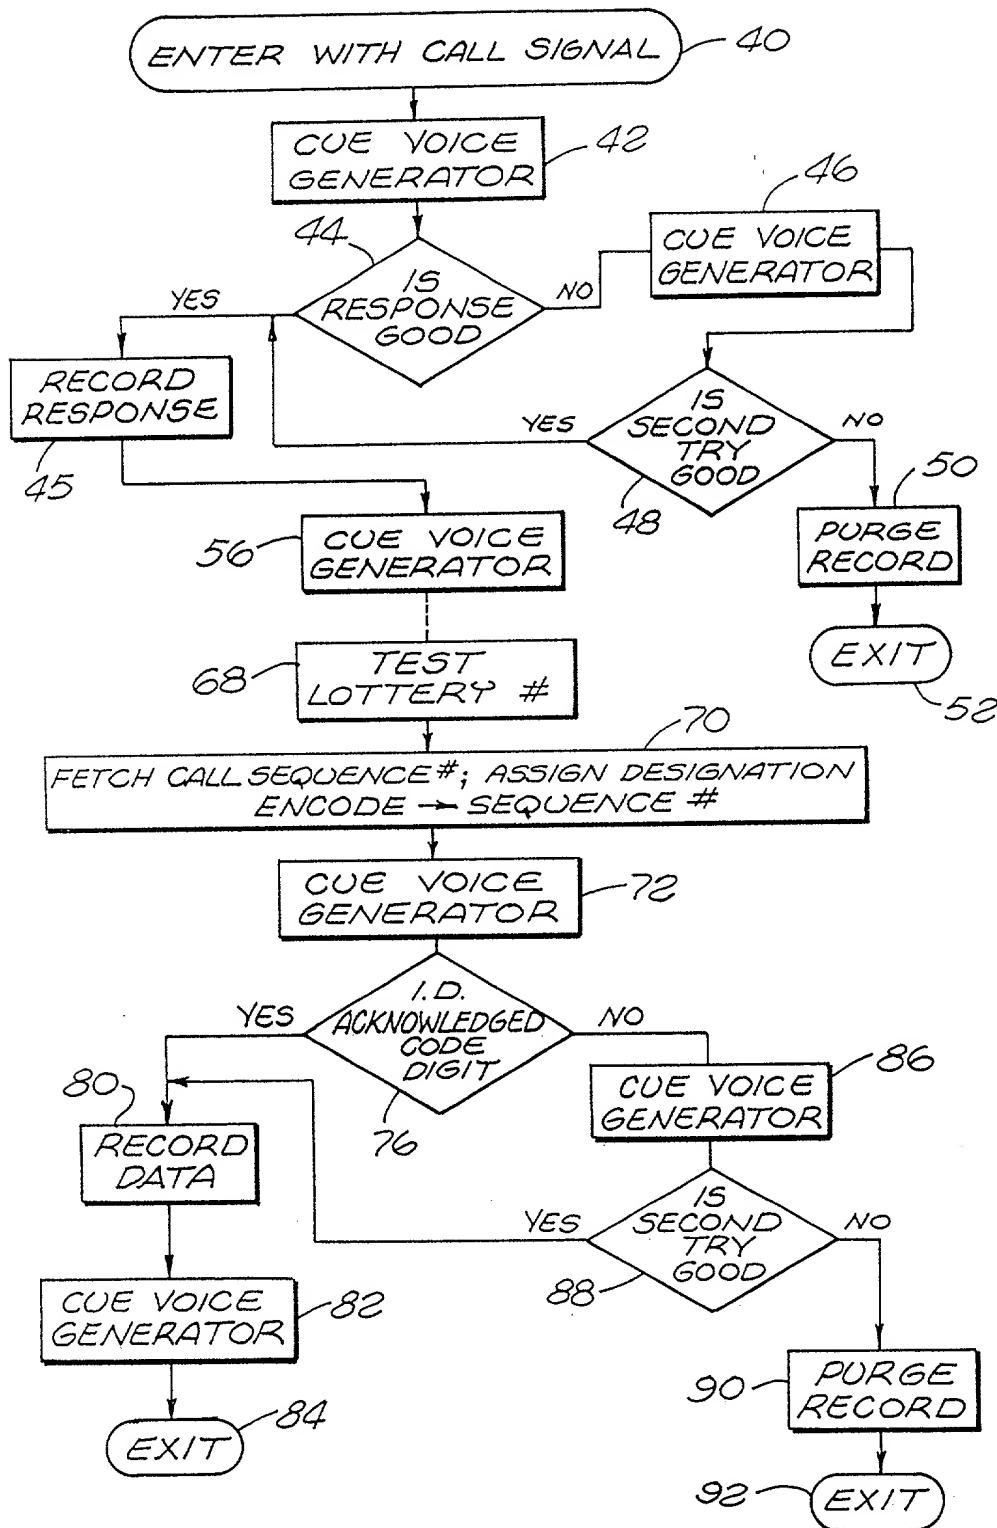 ENTER WITH CALL SIGNAL
40
CUE VOICE
GENERATOR
42
44
IS
RESPONSE
GOOD
YES
NO
46
CUE VOICE
GENERATOR
RECORD
RESPONSE
45
IS
SECOND
TRY
GOOD
YES
NO
48
50
PURGE
RECORD
EXIT
52
56
CUE VOICE
GENERATOR
68
TEST
LOTTERY #
70
FETCH CALL SEQUENCE #; ASSIGN DESIGNATION
ENCODE → SEQUENCE #
CUE VOICE
GENERATOR
72
I.D.
ACKNOWLEDGED
CODE
DIGIT
YES
NO
76
86
CUE VOICE
GENERATOR
80
RECORD
DATA
IS
SECOND
TRY
GOOD
YES
NO
88
CUE VOICE
GENERATOR
82
EXIT
84
90
PURGE
RECORD
92
EXIT